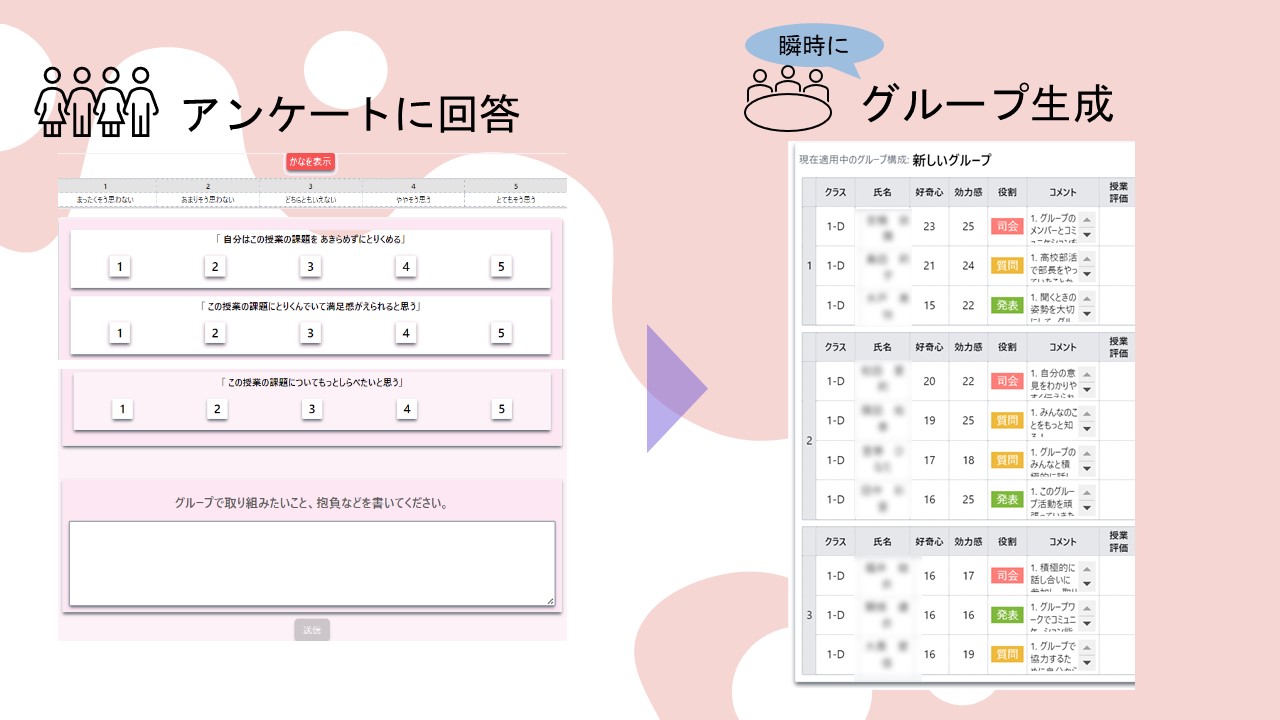 アンケートに回答
かなを表示
1 2 3 4 5
まったくそう思わない あまりそう思わない どちらともいえない ややそう思う とてもそう思う
「 自分はこの授業の課題を あきらめずにとりくめる」
1 2 3 4 5
「 この授業の課題にとりくんでいて満足感がえられると思う」
1 2 3 4 5
「 この授業の課題についてもっとしらべたいと思う」
1 2 3 4 5
グループで取り組みたいこと、抱負などを書いてください。
送信
瞬時に
グループ生成
現在適用中のグループ構成: 新しいグループ
クラス 氏名 好奇心 効力感 役割 コメント 授業
評価
1
1-D 23 25 司会 1. グループの
メンバーとコミ
ュニケーションを
1-D 21 24 質問 1. 高校部活
で部長をやっ
ていたことか
1-D 15 22 発表 1. 聞くときの
姿勢を大切
にして、グル
クラス 氏名 好奇心 効力感 役割 コメント 授業
評価
2
1-D 20 22 司会 1. 自分の意
見をわかりや
すく伝えられ
1-D 19 25 質問 1. みんなのこ
とをもっと知
る！
1-D 17 18 質問 1. グループの
みんなと積
極的に話し
1-D 16 25 発表 1. このグルー
プ活動を頑
張っていきた
クラス 氏名 好奇心 効力感 役割 コメント 授業
評価
3
1-D 16 17 司会 1. 積極的に
話し合いに
参加し、取り
1-D 16 16 発表 1. グループワ
ークでコミュニ
ケーション能
1-D 16 19 質問 1. グループで
協力するた
めに自分から